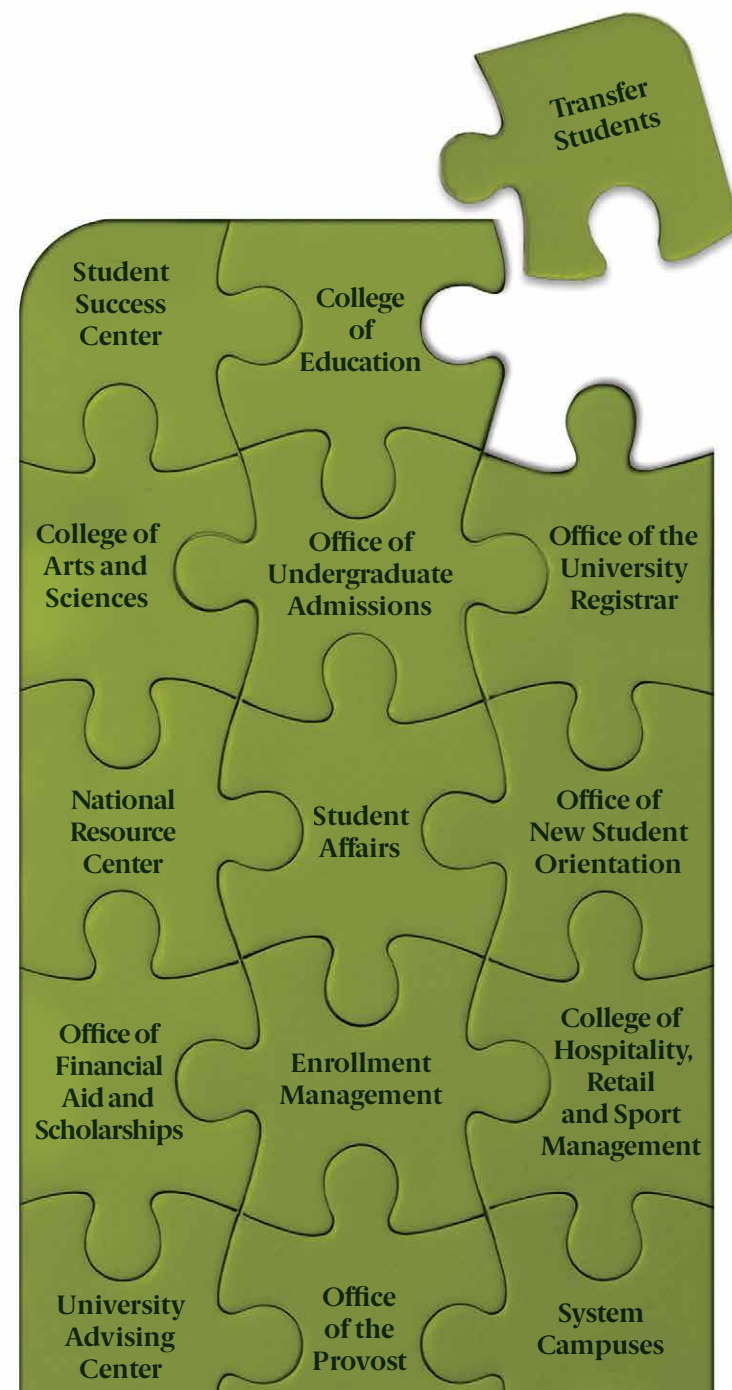 Transfer
Students
Student
Success
Center
College
of
Education
College of
Arts and
Sciences
Office of
Undergraduate
Admissions
Office of the
University
Registrar
National
Resource
Center
Student
Affairs
Office of
New Student
Orientation
Office of
Financial
Aid and
Scholarships
Enrollment
Management
College of
Hospitality,
Retail
and Sport
Management
University
Advising
Center
Office
of the
Provost
System
Campuses